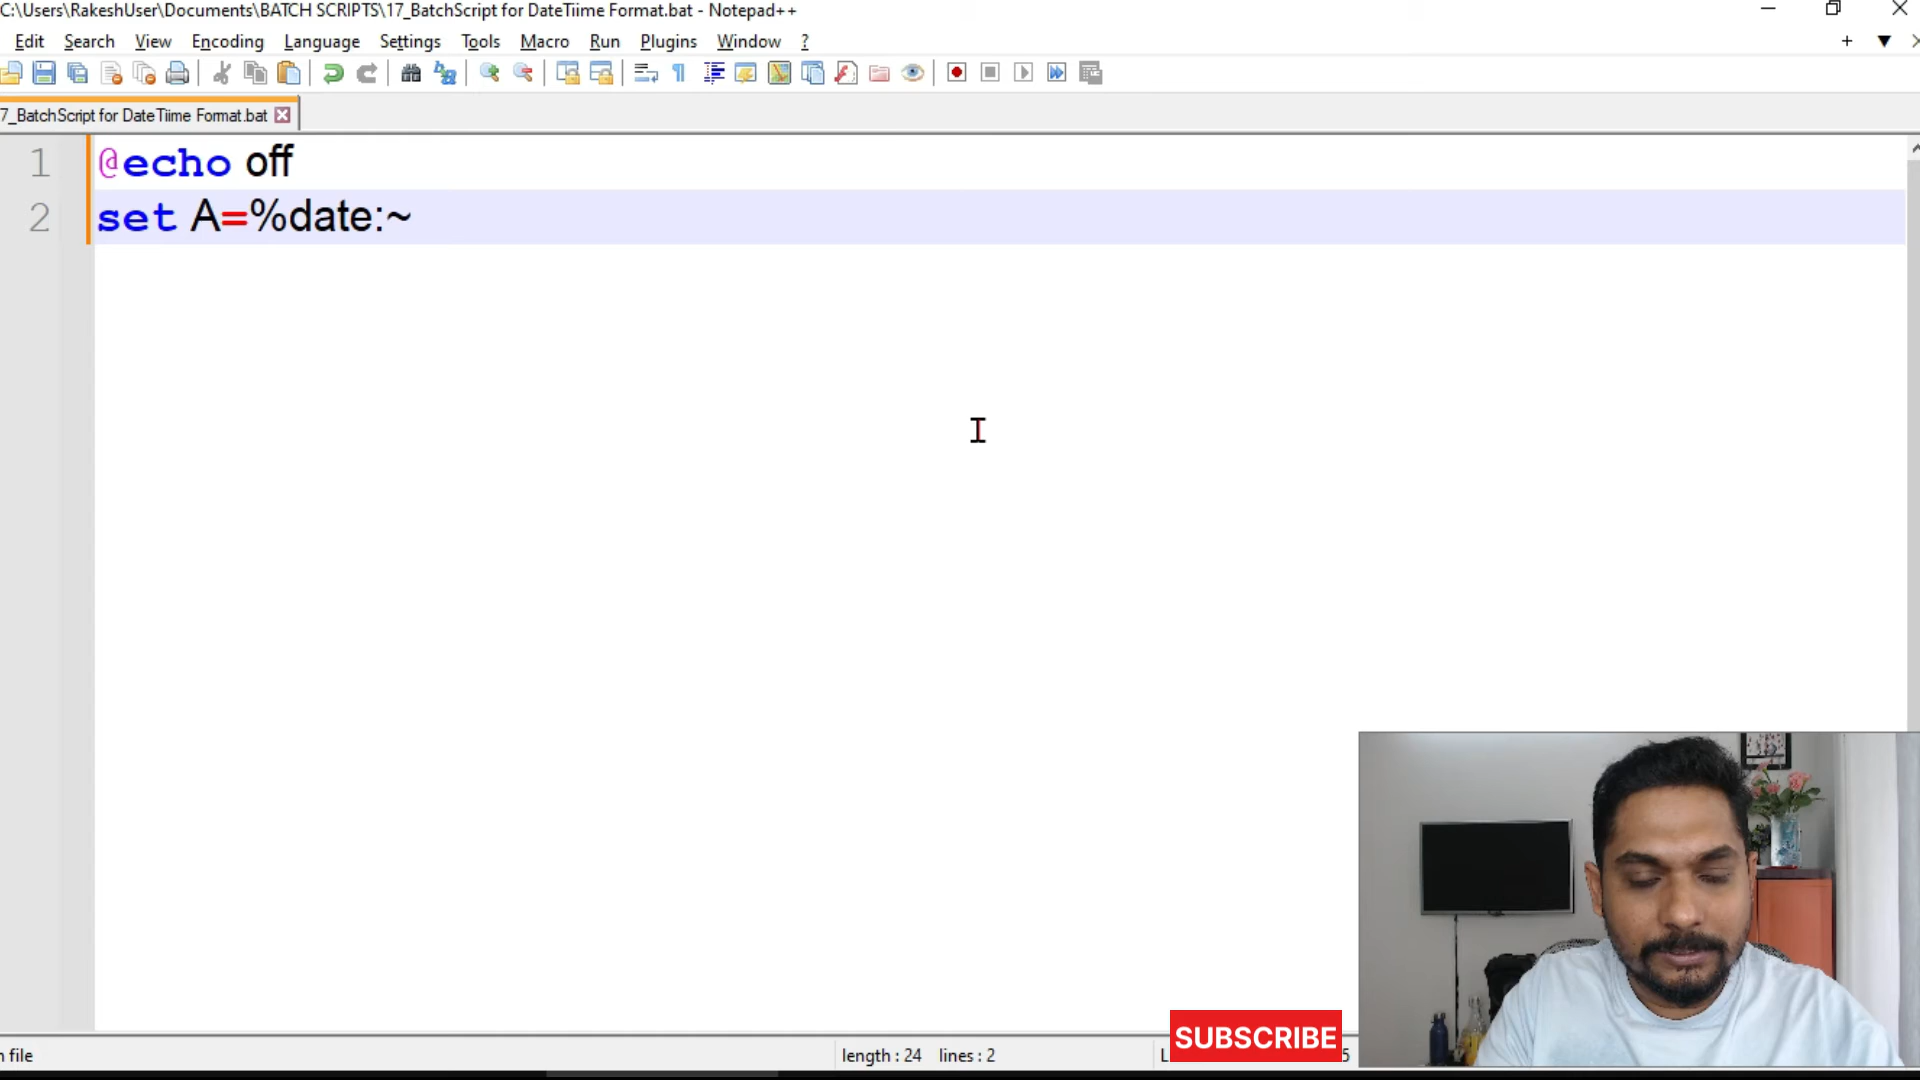 C:\Users\RakeshUser\Documents\BATCH SCRIPTS\17_BatchScript for DateTiime Format.bat - Notepad++
Edit Search View Encoding Language Settings Tools Macro Run Plugins Window ?
7_BatchScript for DateTiime Format.bat
1 @echo off
2 set A=%date:~
SUBSCRIBE
file length : 24 lines : 2 L 5